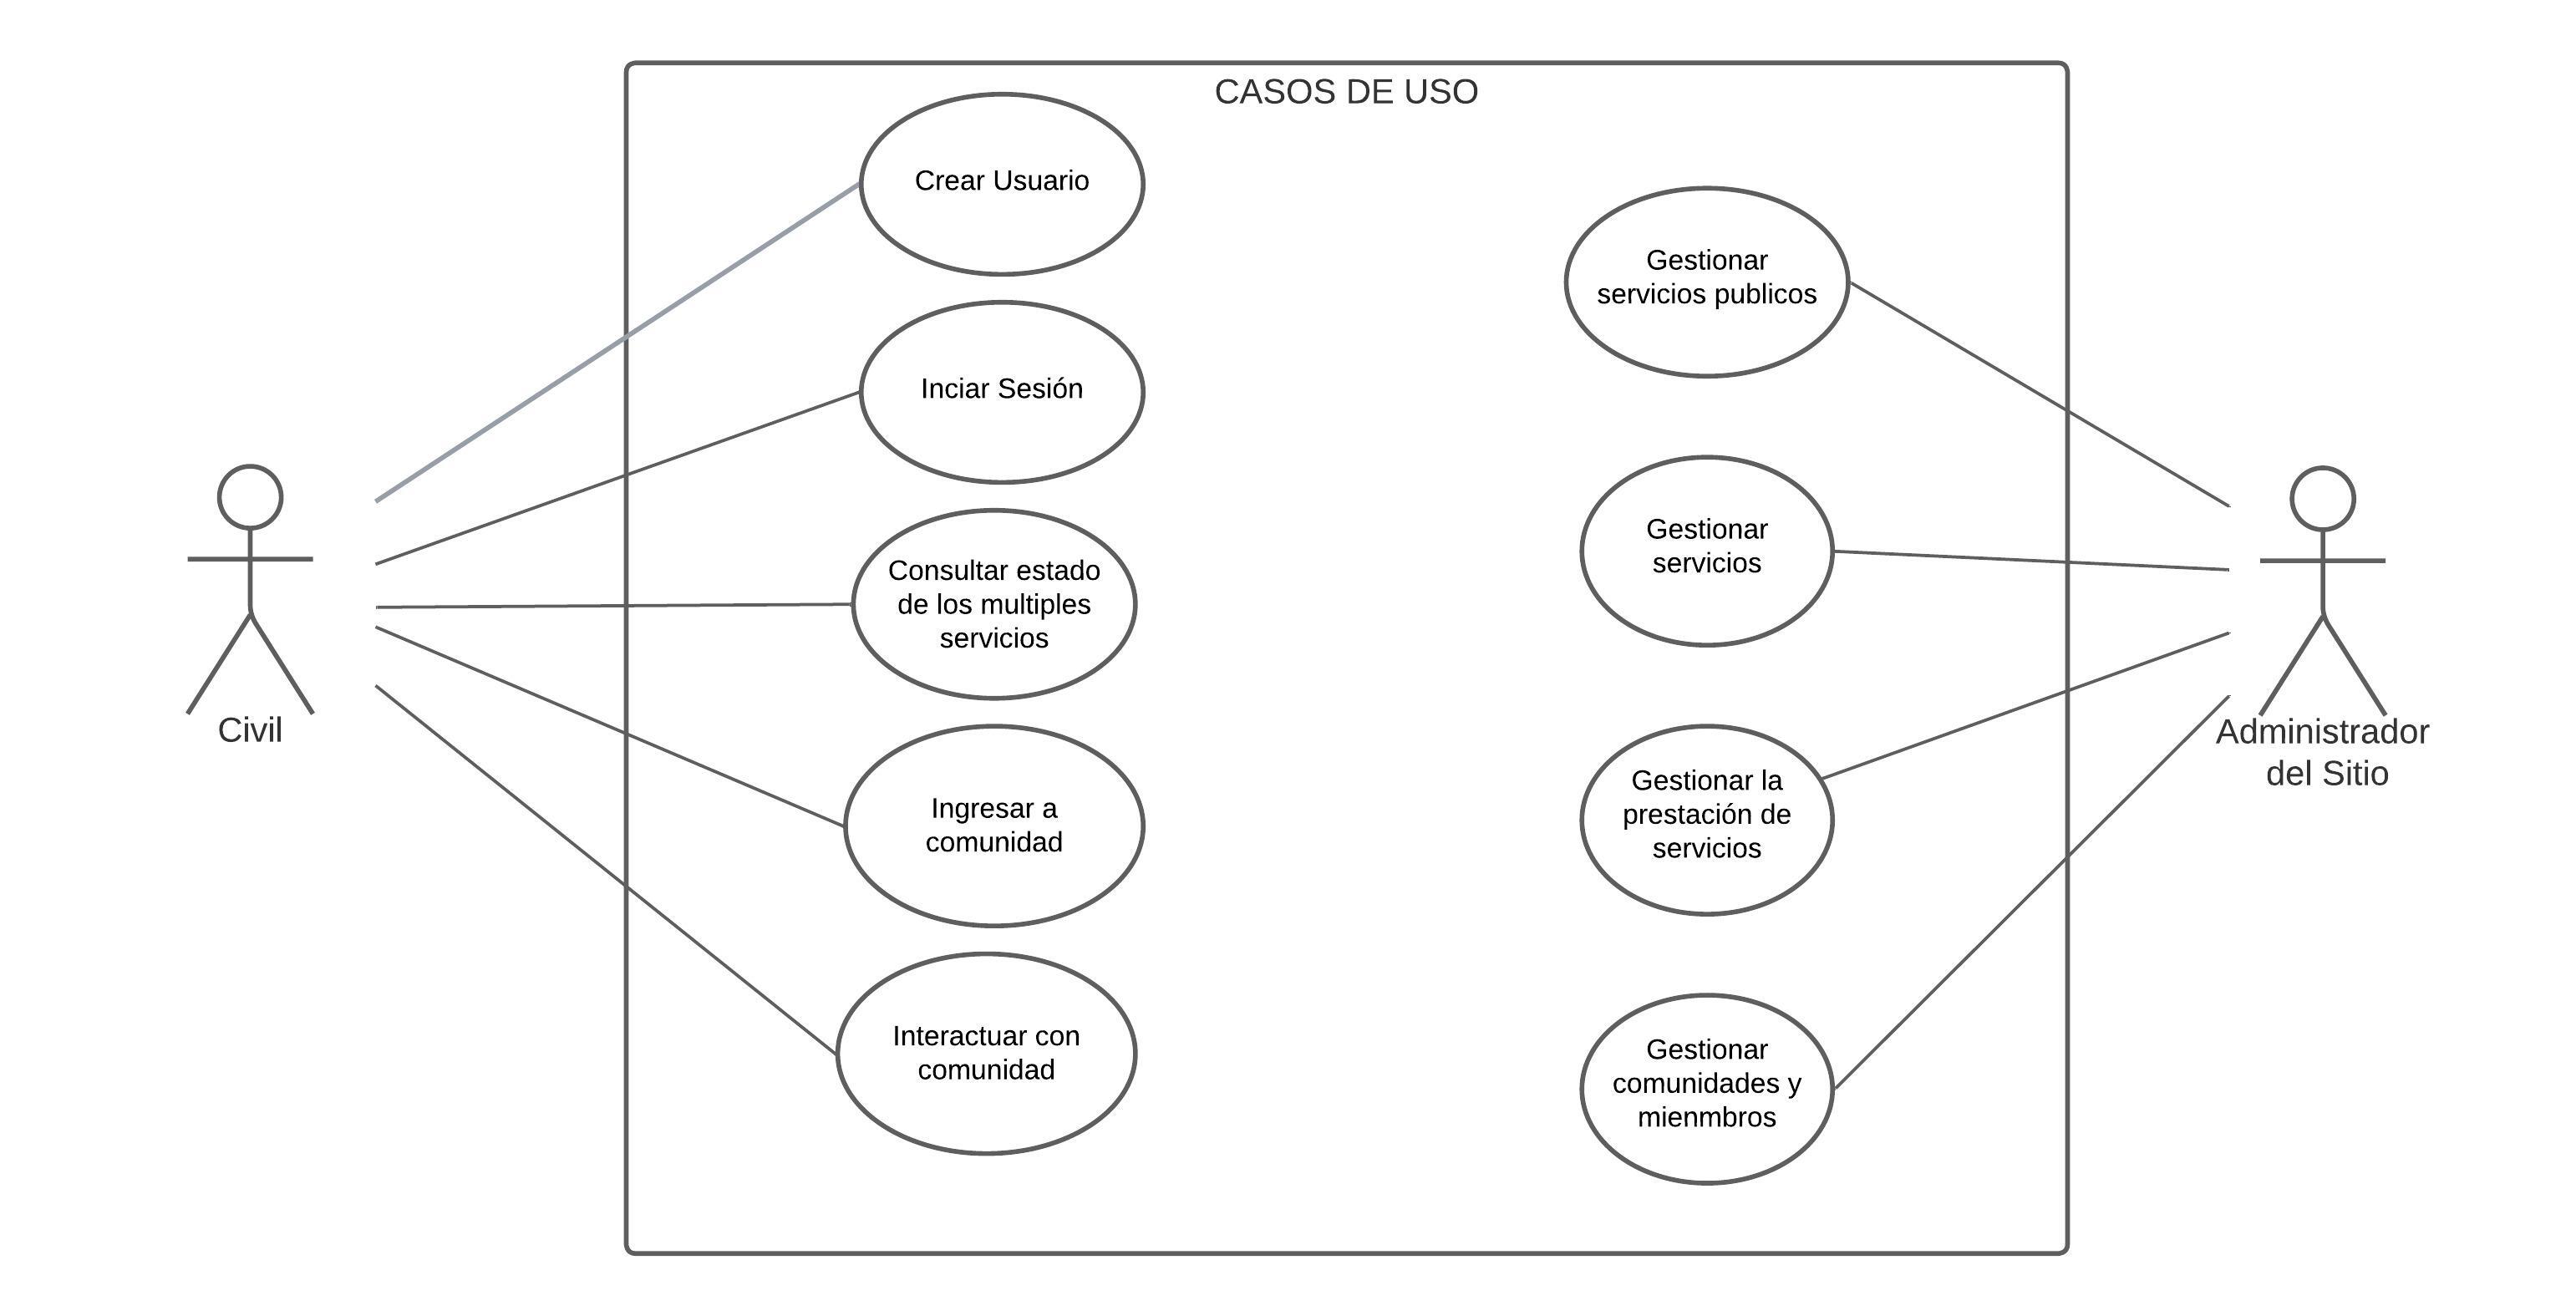 CASOS DE USO
Crear Usuario
Inciar Sesión
Consultar estado
de los multiples
servicios
Ingresar a
comunidad
Interactuar con
comunidad
Gestionar
servicios publicos
Gestionar
servicios
Gestionar la
prestación de
servicios
Gestionar
comunidades y
mienmbros
Civil
Administrador
del Sitio